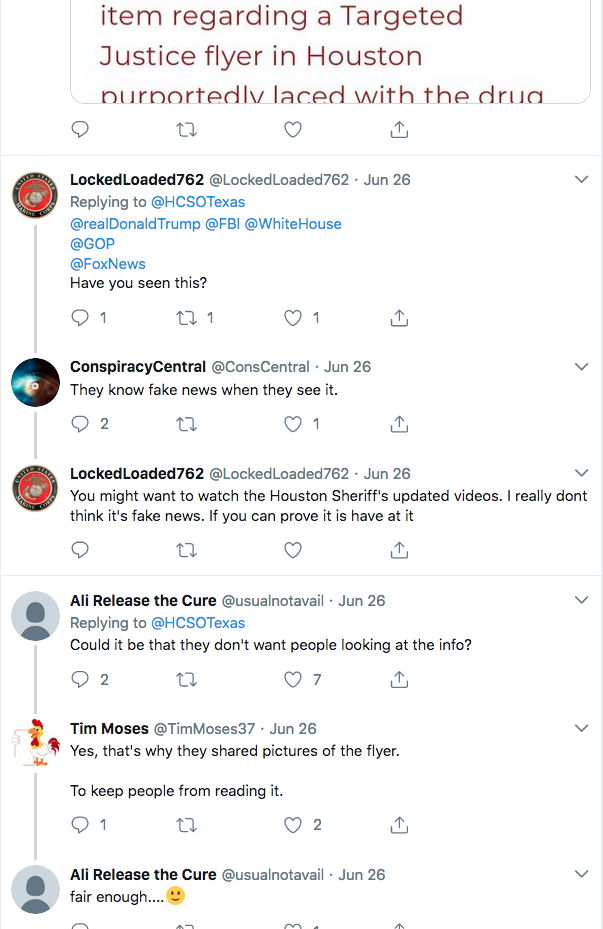 item regarding a Targeted
Justice flyer in Houston
purportedly laced with the drug
LockedLoaded762 @LockedLoaded762 · Jun 26
Replying to @HCSOTexas
@realDonaldTrump @FBI @WhiteHouse
@GOP
@FoxNews
Have you seen this?
1 1 1
ConspiracyCentral @ConsCentral · Jun 26
They know fake news when they see it.
2 1
LockedLoaded762 @LockedLoaded762 · Jun 26
You might want to watch the Houston Sheriff's updated videos. I really dont
think it's fake news. If you can prove it is have at it
Ali Release the Cure @usualnotavail · Jun 26
Replying to @HCSOTexas
Could it be that they don't want people looking at the info?
2 7
Tim Moses @TimMoses37 · Jun 26
Yes, that's why they shared pictures of the flyer.
To keep people from reading it.
1 2
Ali Release the Cure @usualnotavail · Jun 26
fair enough....🙂